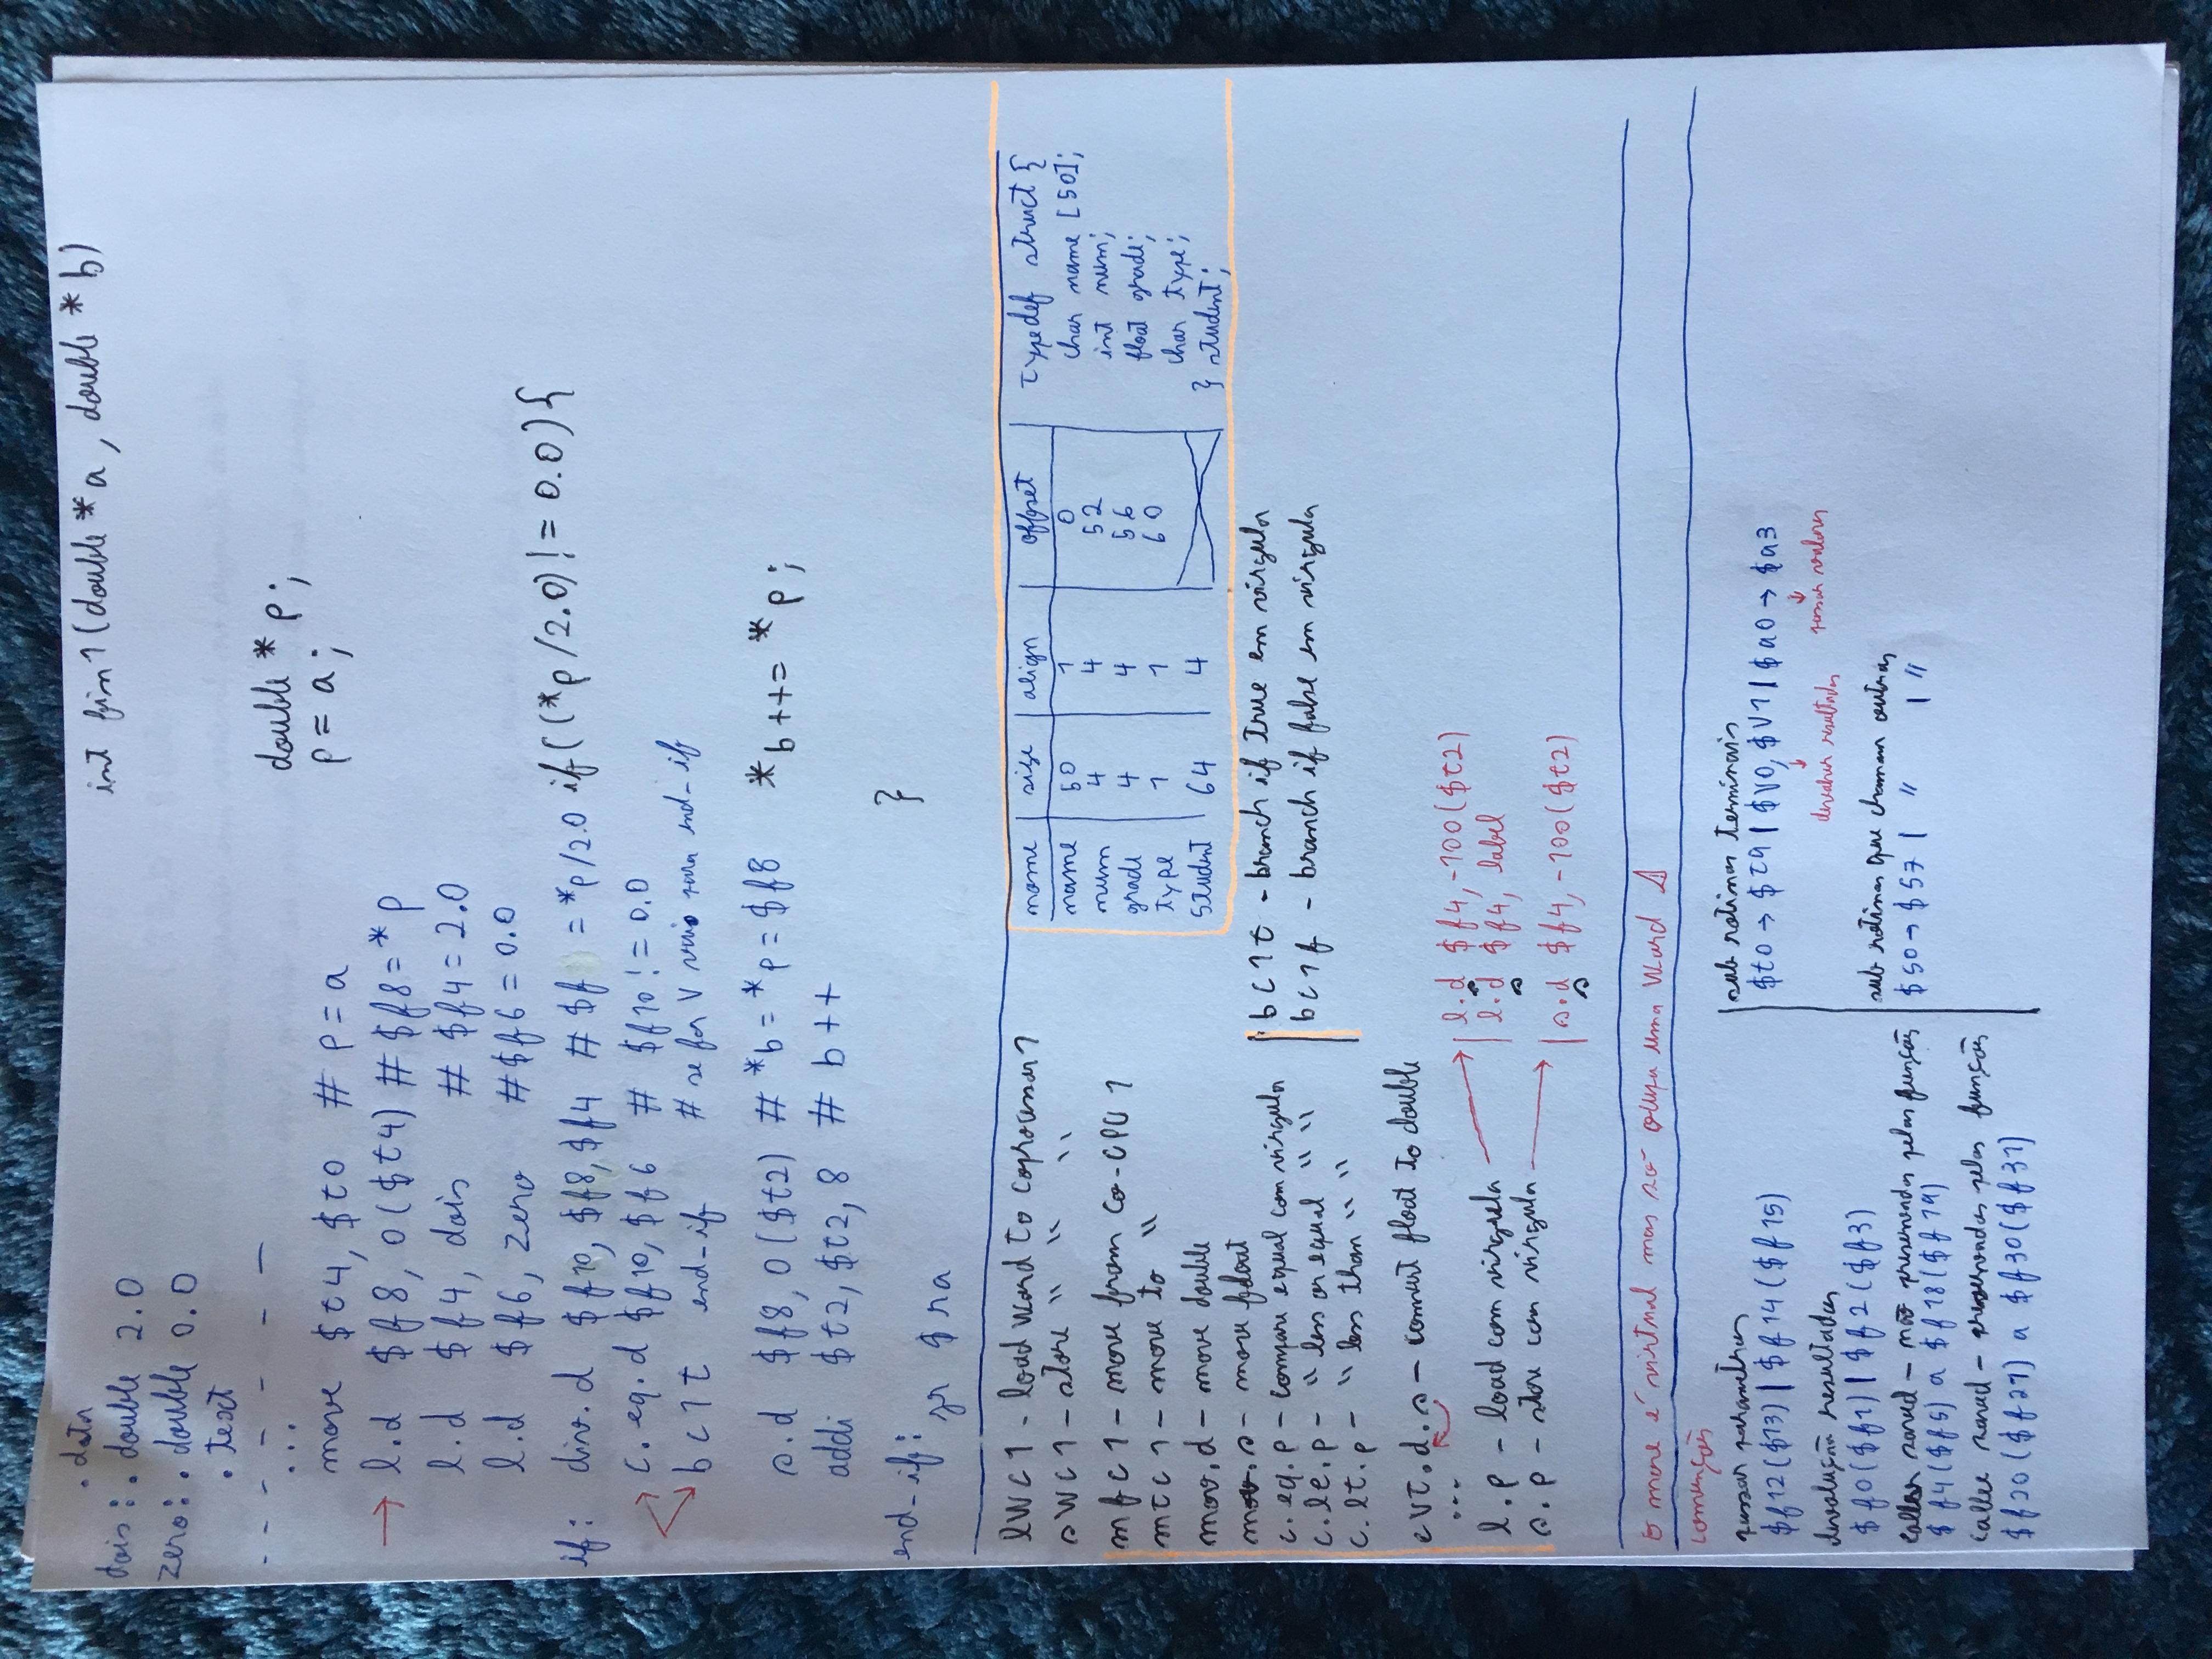 .data
dois: .double 2.0
zero: .double 0.0
.text
- - - - - - -
...
move $t4, $t0 # p = a
→ l.d $f8, 0($t4) # $f8 = *p
l.d $f4, dois # $f4 = 2.0
l.d $f6, zero # $f6 = 0.0
if: div.d $f10, $f8, $f4 # $f = *p/2.0
c.eq.d $f10, $f6 # $f10 != 0.0
bc1t end_if # se for V vai para end_if
s.d $f8, 0($t2) # *b = *p = $f8
addi $t2, $t2, 8 # b++
end_if:
jr $ra
int fun1(double *a, double *b)
double *p;
p = a;
if((*p/2.0) != 0.0){
*b++ = *p;
}
lwc1 - load word to coprocessor 1
swc1 - store " " "
mfc1 - move from co-CPU 1
mtc1 - move to "
mov.d - move double
mov.s - move float
c.eq.p - compare equal com virgula
c.le.p - " less or equal " "
c.lt.p - " less than " "
cvt.d.s - convert float to double
...
l.p - load com virgula
s.p - store com virgula
name | size | align | offset
name 50 1 0
num 4 4 52
grade 4 4 56
type 1 1 60
student 64 4
typedef struct {
char name [50];
int num;
float grade;
char type;
} student;
bc1t - branch if true em virgula
bc1f - branch if false em virgula
l.d $f4, -100($t2)
s
l.d $f4, label
s
s.d $f4, -100($t2)
s
O move é virtual mas só ocupa uma word ⚠
convenções
passar parametros
$f12($13) | $f14($f15)
devolução resultados
$f0($f1) | $f2($f3)
caller saved - não preservados pelas funções
$f4($f5) a $f18($f19)
callee saved - preservados pelas funções
$f20($f21) a $f30($f31)
sub rotinas terminais
$t0 → $t9 | $v0, $v1 | $a0 → $a3
devolver resultados
passar valores
sub rotinas que chamam outras
$s0 → $s7 | " | "